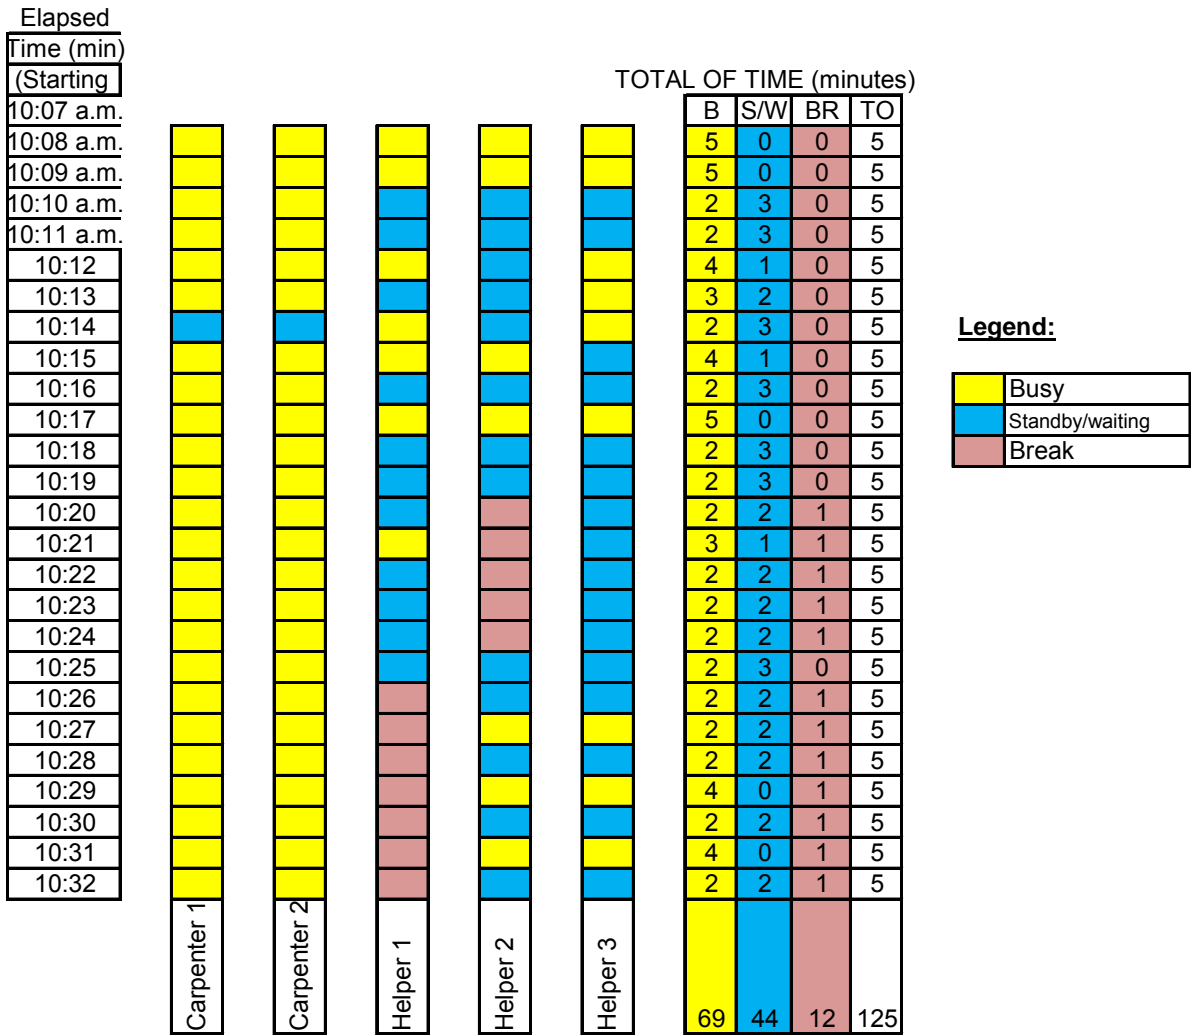 Elapsed
Time (min)
(Starting
TOTAL OF TIME (minutes)
10:07 a.m. B S/W BR TO
10:08 a.m. 5 0 0 5
10:09 a.m. 5 0 0 5
10:10 a.m. 2 3 0 5
10:11 a.m. 2 3 0 5
10:12 4 1 0 5
10:13 3 2 0 5
10:14 2 3 0 5
Legend:
10:15 4 1 0 5
10:16 2 3 0 5
Busy
10:17 5 0 0 5
Standby/waiting
10:18 2 3 0 5
Break
10:19 2 3 0 5
10:20 2 2 1 5
10:21 3 1 1 5
10:22 2 2 1 5
10:23 2 2 1 5
10:24 2 2 1 5
10:25 2 3 0 5
10:26 2 2 1 5
10:27 2 2 1 5
10:28 2 2 1 5
10:29 4 0 1 5
10:30 2 2 1 5
10:31 4 0 1 5
10:32 2 2 1 5
Carpenter 1
Carpenter 2
Helper 1
Helper 2
Helper 3
69 44 12 125